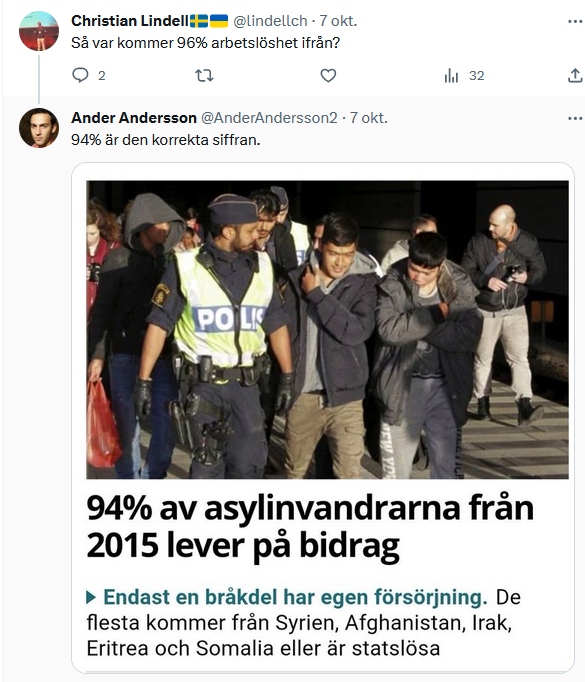 Christian Lindell🇸🇪🇺🇦 @lindellch · 7 okt.
Så var kommer 96% arbetslöshet ifrån?
2 32
Ander Andersson @AnderAndersson2 · 7 okt.
94% är den korrekta siffran.
POLIS
94% av asylinvandrarna från
2015 lever på bidrag
Endast en bråkdel har egen försörjning. De
flesta kommer från Syrien, Afghanistan, Irak,
Eritrea och Somalia eller är statslösa